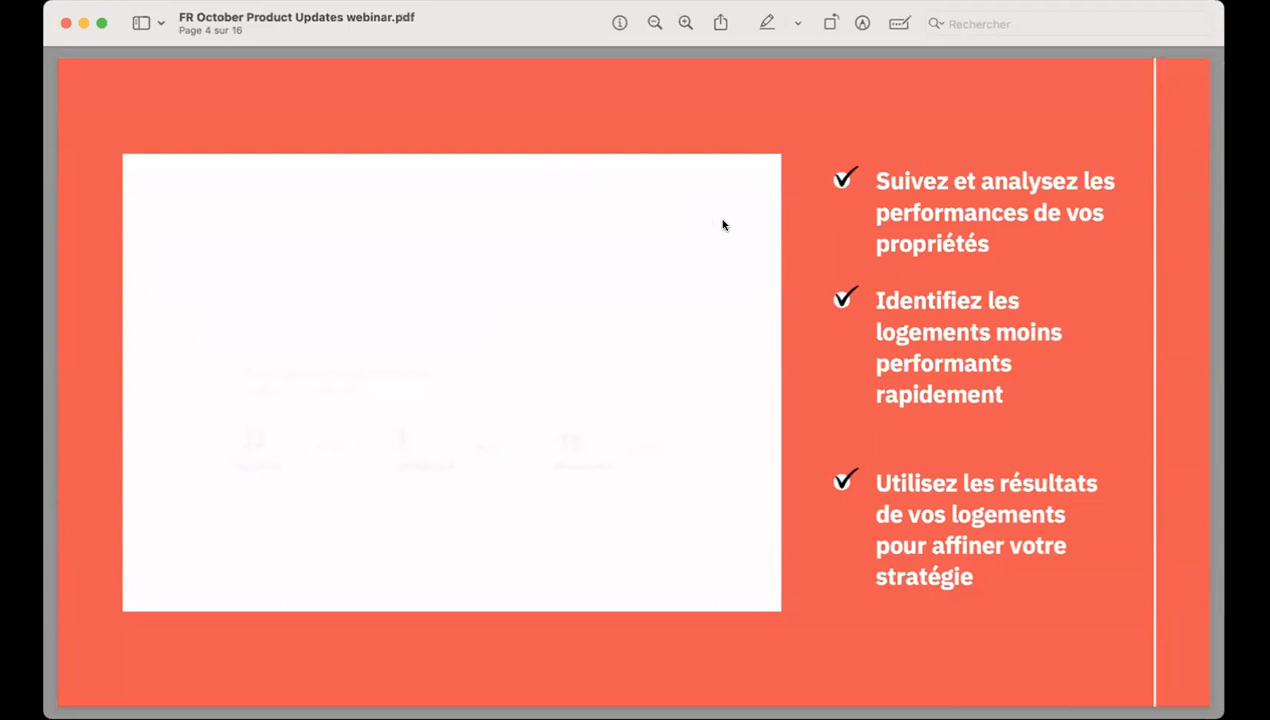 FR October Product Updates webinar.pdf
Page 4 sur 16
Rechercher
Suivez et analysez les
performances de vos
propriétés
Identifiez les
logements moins
performants
rapidement
Utilisez les résultats
de vos logements
pour affiner votre
stratégie